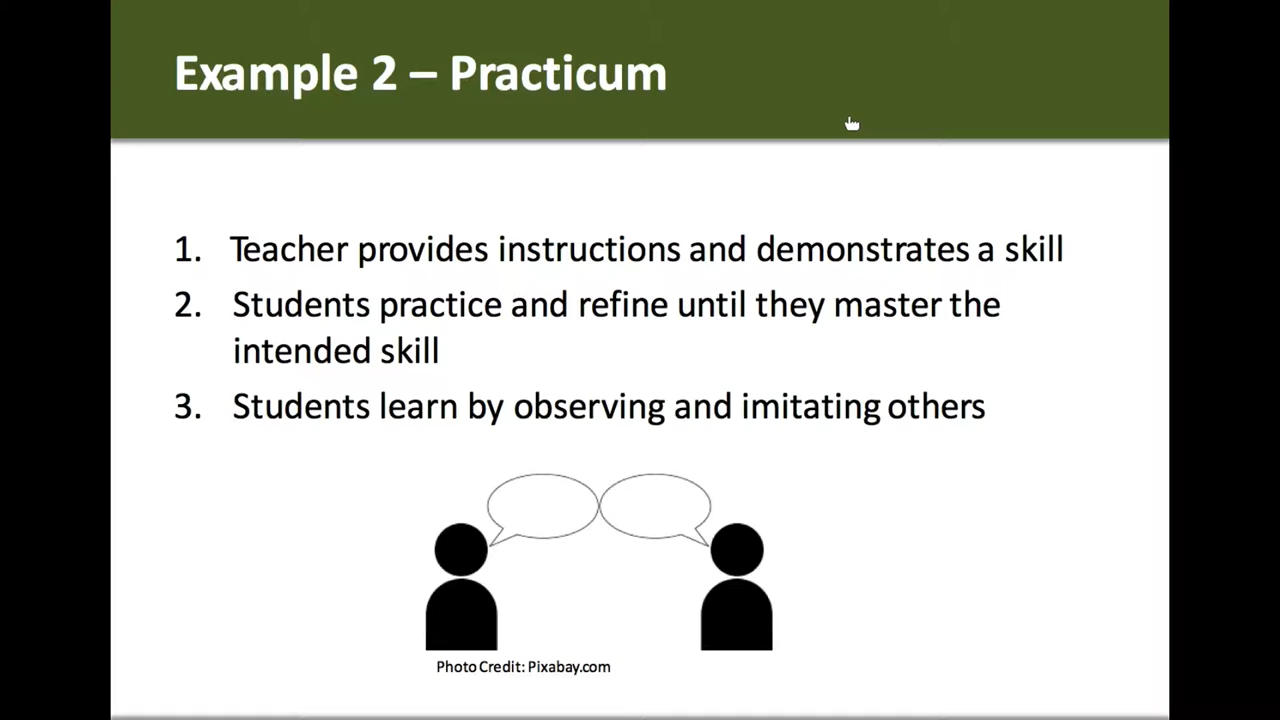 Example 2 – Practicum
1. Teacher provides instructions and demonstrates a skill
2. Students practice and refine until they master the
intended skill
3. Students learn by observing and imitating others
Photo Credit: Pixabay.com